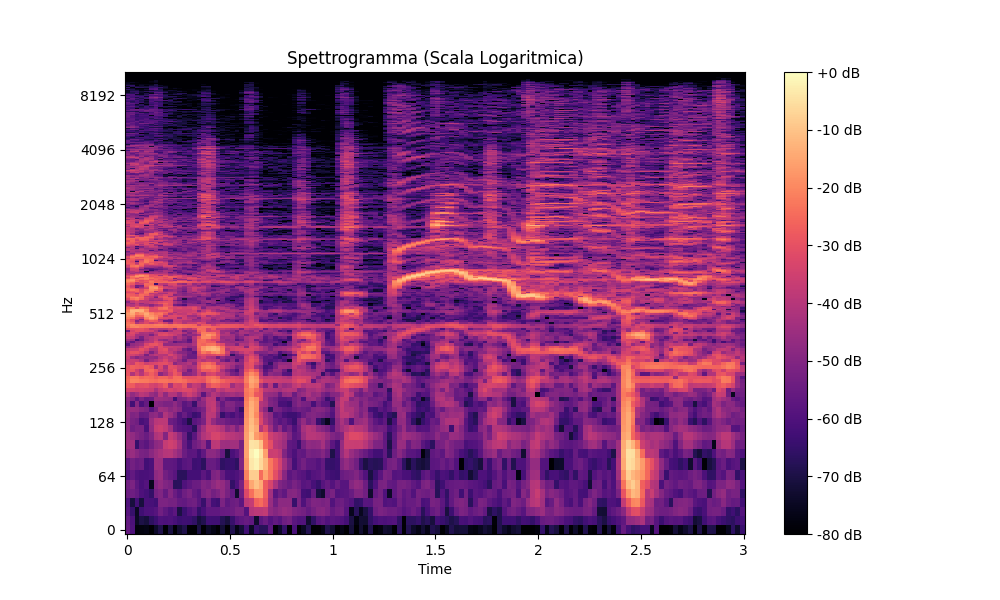 Spettrogramma (Scala Logaritmica)
8192
4096
2048
1024
512
256
128
64
0
Hz
0
0.5
1
1.5
2
2.5
3
Time
+0 dB
-10 dB
-20 dB
-30 dB
-40 dB
-50 dB
-60 dB
-70 dB
-80 dB